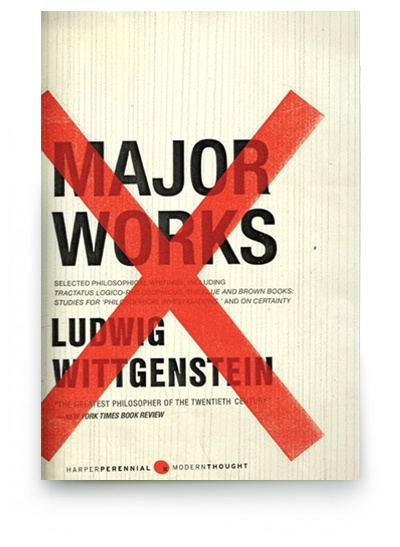 MAJOR
WORKS
SELECTED PHILOSOPHICAL WRITINGS, INCLUDING
TRACTATUS LOGICO-PHILOSOPHICUS, THE BLUE AND BROWN BOOKS:
STUDIES FOR 'PHILOSOPHICAL INVESTIGATIONS,' AND ON CERTAINTY
LUDWIG
WITTGENSTEIN
"THE GREATEST PHILOSOPHER OF THE TWENTIETH CENTURY."
—NEW YORK TIMES BOOK REVIEW
HARPERPERENNIAL MODERNTHOUGHT